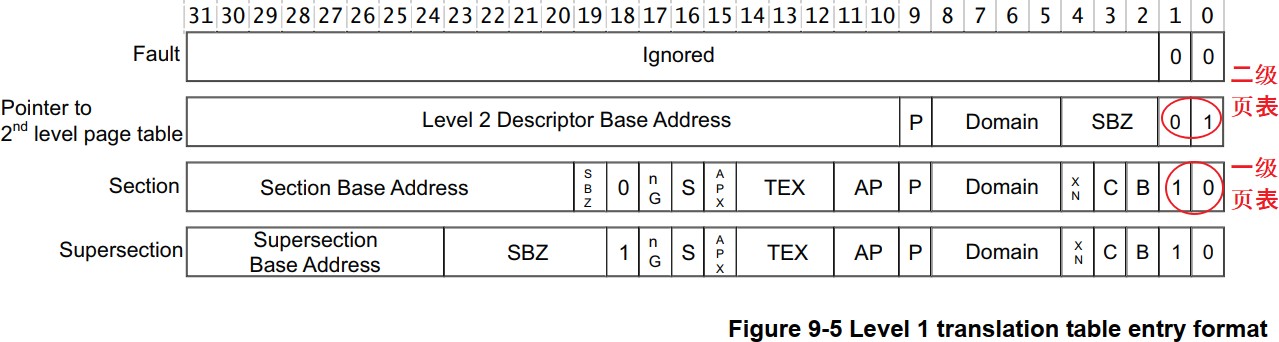 31 30 29 28 27 26 25 24 23 22 21 20 19 18 17 16 15 14 13 12 11 10 9 8 7 6 5 4 3 2 1 0
Fault Ignored 0 0
二级
页表
Pointer to
2nd level page table Level 2 Descriptor Base Address P Domain SBZ 0 1
一级
页表
Section Section Base Address SBZ 0 nG S APX TEX AP P Domain XN C B 1 0
Supersection Supersection
Base Address SBZ 1 nG S APX TEX AP P Domain XN C B 1 0
Figure 9-5 Level 1 translation table entry format